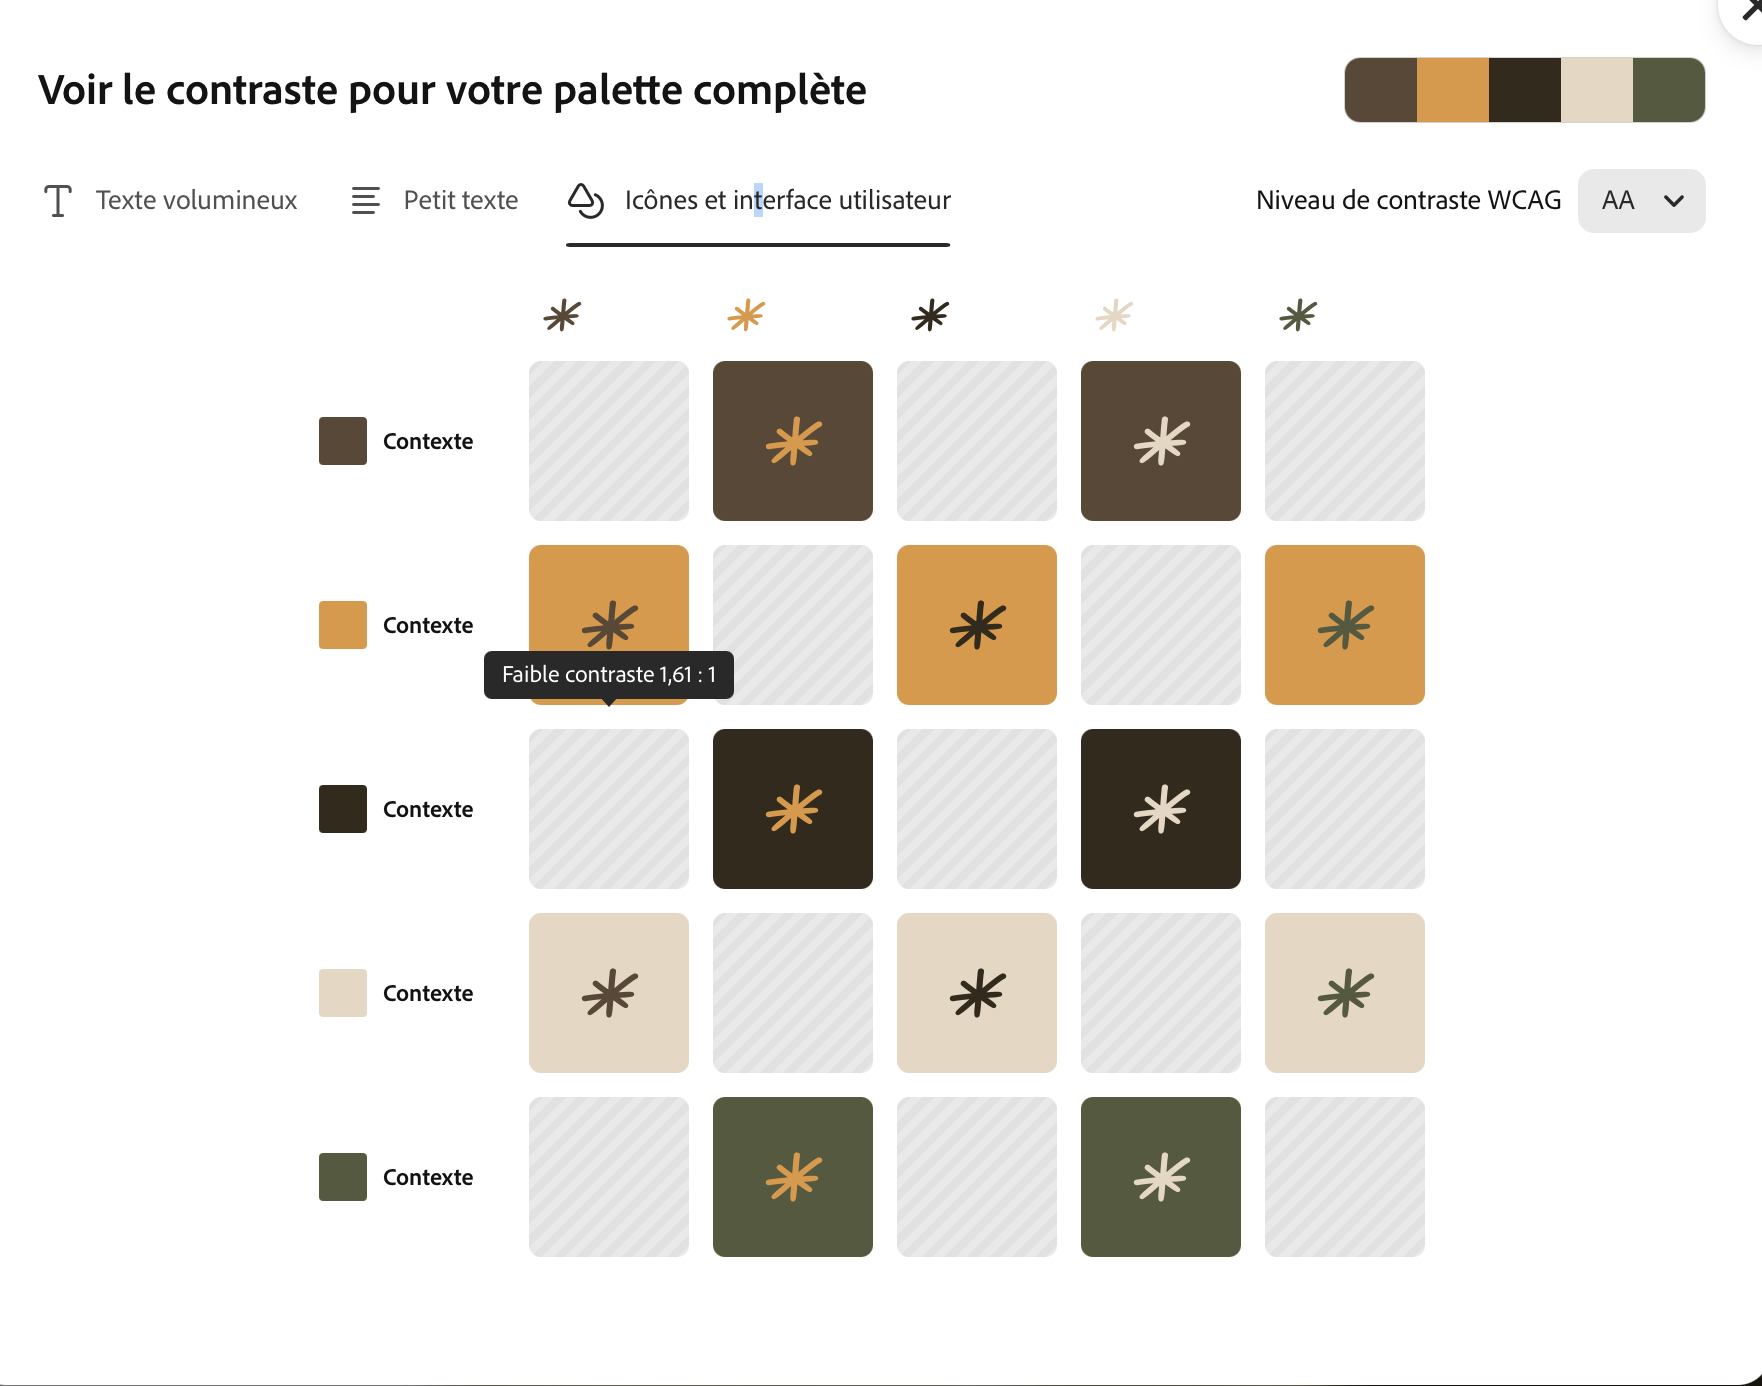 Voir le contraste pour votre palette complète
Texte volumineux
Petit texte
Icônes et interface utilisateur
Niveau de contraste WCAG
AA
Contexte
Contexte
Faible contraste 1,61 : 1
Contexte
Contexte
Contexte